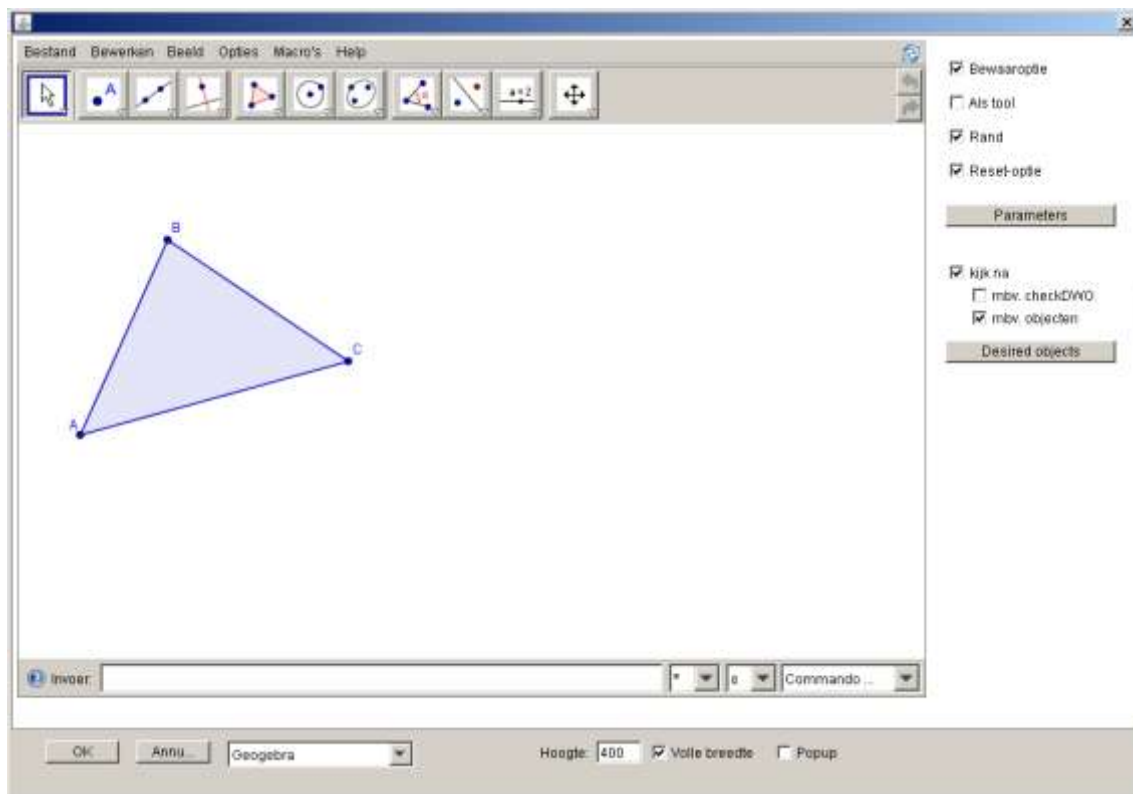 Bestand Bewerken Beeld Opties Macro's Help
A
a=2
Bewaaroptie
Als tool
Rand
Reset-optie
Parameters
kijk na
mbv. checkDWO
mbv. objecten
Desired objects
B
C
A
Invoer:
Commando ...
OK Annu... Geogebra Hoogte: 400 Volle breedte Popup